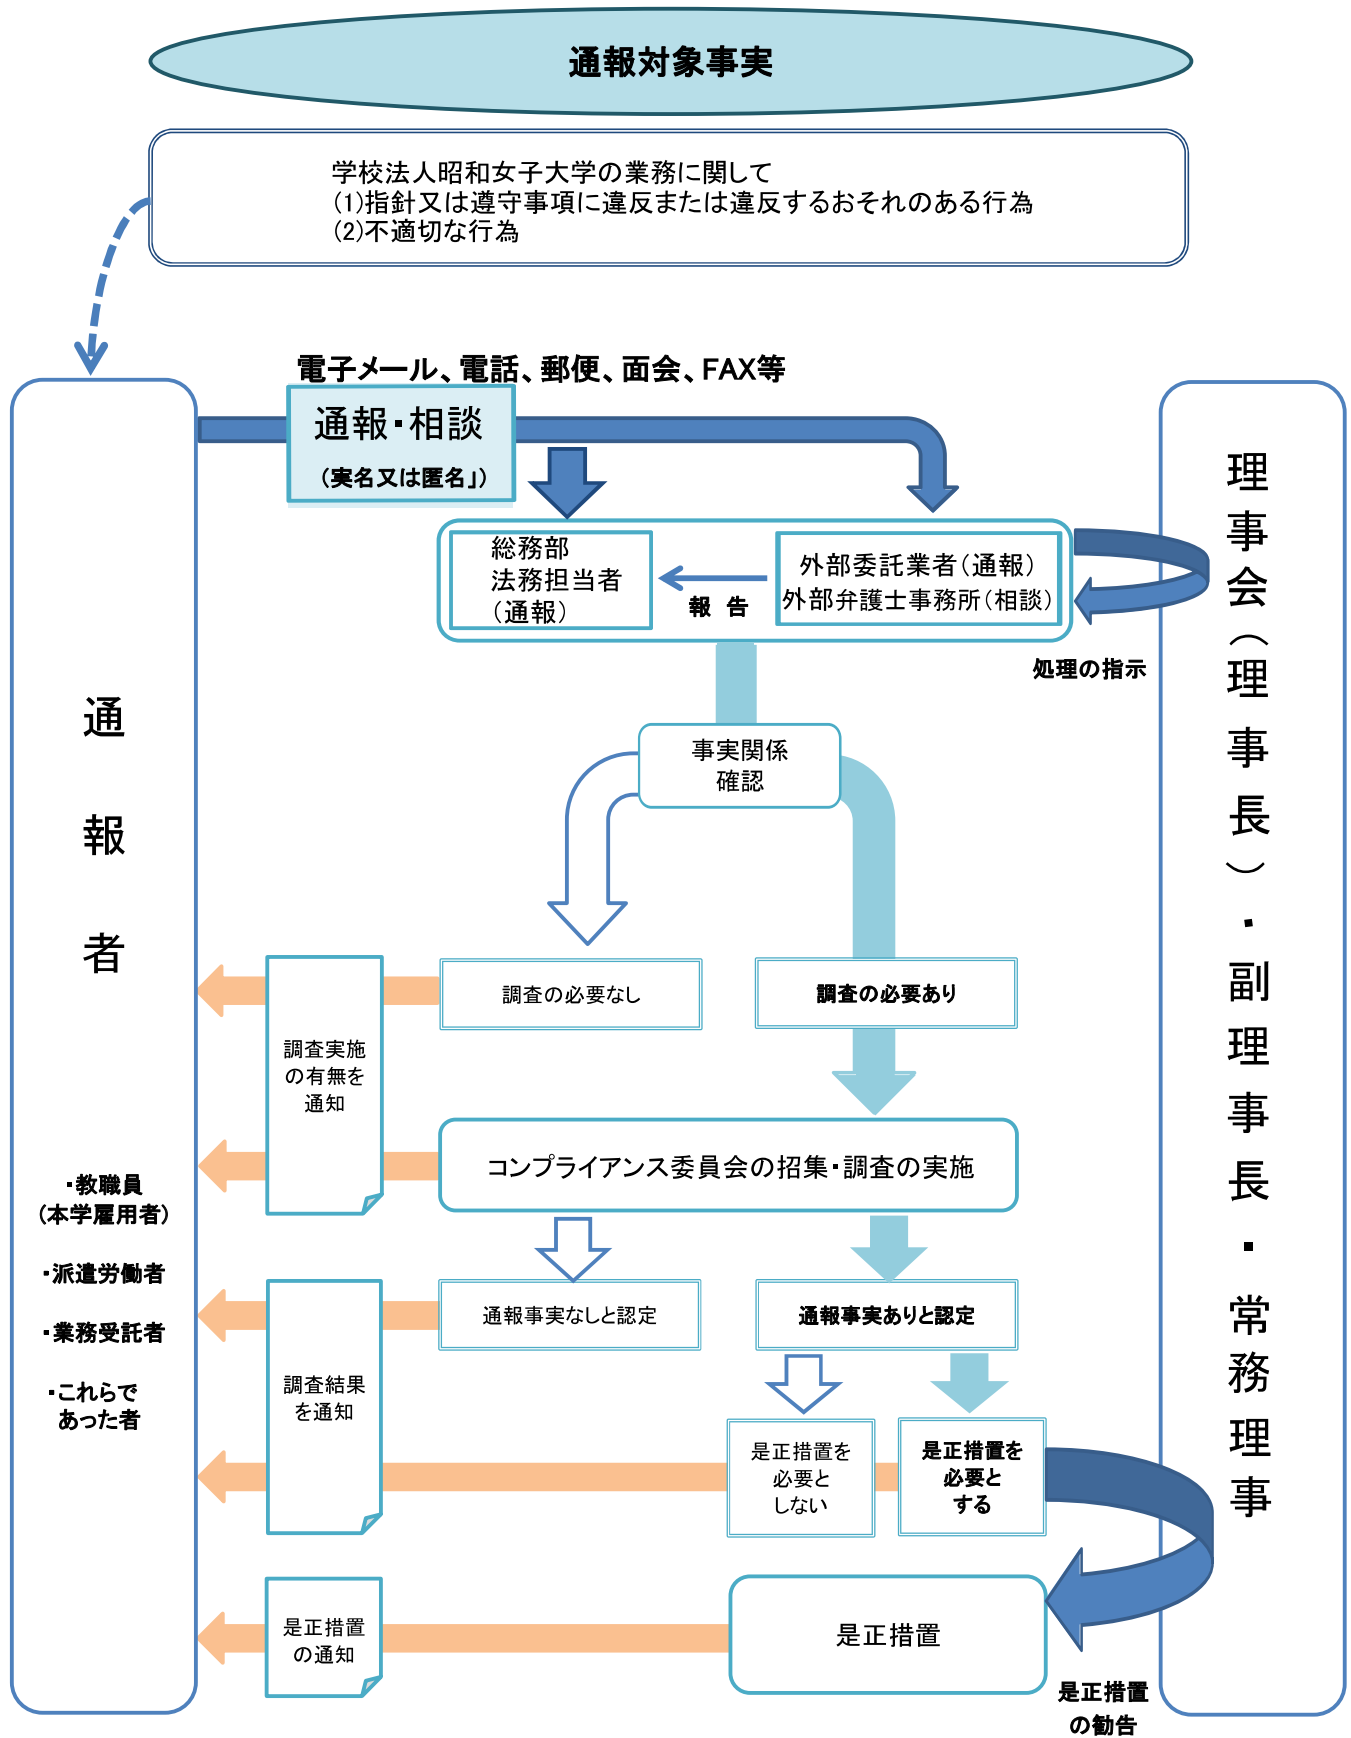 通報対象事実
学校法人昭和女子大学の業務に関して
(1)指針又は遵守事項に違反または違反するおそれのある行為
(2)不適切な行為
電子メール、電話、郵便、面会、FAX等
通報・相談
（実名又は匿名」）
総務部
法務担当者
（通報）
報 告
外部委託業者（通報）
外部弁護士事務所（相談）
処理の指示
事実関係
確認
調査の必要なし
調査の必要あり
調査実施
の有無を
通知
コンプライアンス委員会の招集・調査の実施
通報事実なしと認定
通報事実ありと認定
調査結果
を通知
是正措置を
必要と
しない
是正措置を
必要と
する
是正措置
の通知
是正措置
是正措置
の勧告
通報者
・教職員
（本学雇用者）
・派遣労働者
・業務受託者
・これらで
あった者
理事会（理事長）・副理事長・常務理事